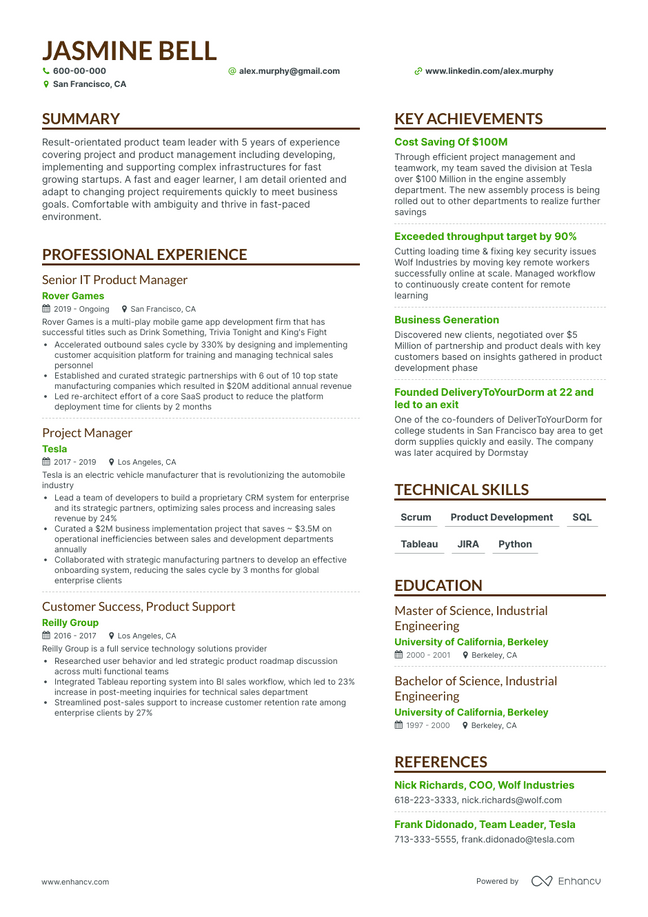 JASMINE BELL
600-00-000
alex.murphy@gmail.com
www.linkedin.com/alex.murphy
San Francisco, CA
SUMMARY
Result-orientated product team leader with 5 years of experience
covering project and product management including developing,
implementing and supporting complex infrastructures for fast
growing startups. A fast and eager learner, I am detail oriented and
adapt to changing project requirements quickly to meet business
goals. Comfortable with ambiguity and thrive in fast-paced
environment.
PROFESSIONAL EXPERIENCE
Senior IT Product Manager
Rover Games
2019 - Ongoing San Francisco, CA
Rover Games is a multi-play mobile game app development firm that has
successful titles such as Drink Something, Trivia Tonight and King's Fight
• Accelerated outbound sales cycle by 330% by designing and implementing
customer acquisition platform for training and managing technical sales
personnel
• Established and curated strategic partnerships with 6 out of 10 top state
manufacturing companies which resulted in $20M additional annual revenue
• Led re-architect effort of a core SaaS product to reduce the platform
deployment time for clients by 2 months
Project Manager
Tesla
2017 - 2019 Los Angeles, CA
Tesla is an electric vehicle manufacturer that is revolutionizing the automobile
industry
• Lead a team of developers to build a proprietary CRM system for enterprise
and its strategic partners, optimizing sales process and increasing sales
revenue by 24%
• Curated a $2M business implementation project that saves ~ $3.5M on
operational inefficiencies between sales and development departments
annually
• Collaborated with strategic manufacturing partners to develop an effective
onboarding system, reducing the sales cycle by 3 months for global
enterprise clients
Customer Success, Product Support
Reilly Group
2016 - 2017 Los Angeles, CA
Reilly Group is a full service technology solutions provider
• Researched user behavior and led strategic product roadmap discussion
across multi functional teams
• Integrated Tableau reporting system into BI sales workflow, which led to 23%
increase in post-meeting inquiries for technical sales department
• Streamlined post-sales support to increase customer retention rate among
enterprise clients by 27%
KEY ACHIEVEMENTS
Cost Saving Of $100M
Through efficient project management and
teamwork, my team saved the division at Tesla
over $100 Million in the engine assembly
department. The new assembly process is being
rolled out to other departments to realize further
savings
Exceeded throughput target by 90%
Cutting loading time & fixing key security issues
Wolf Industries by moving key remote workers
successfully online at scale. Managed workflow
to continuously create content for remote
learning
Business Generation
Discovered new clients, negotiated over $5
Million of partnership and product deals with key
customers based on insights gathered in product
development phase
Founded DeliveryToYourDorm at 22 and
led to an exit
One of the co-founders of DeliverToYourDorm for
college students in San Francisco bay area to get
dorm supplies quickly and easily. The company
was later acquired by Dormstay
TECHNICAL SKILLS
Scrum Product Development SQL
Tableau JIRA Python
EDUCATION
Master of Science, Industrial
Engineering
University of California, Berkeley
2000 - 2001 Berkeley, CA
Bachelor of Science, Industrial
Engineering
University of California, Berkeley
1997 - 2000 Berkeley, CA
REFERENCES
Nick Richards, COO, Wolf Industries
618-223-3333, nick.richards@wolf.com
Frank Didonado, Team Leader, Tesla
713-333-5555, frank.didonado@tesla.com
www.enhancv.com
Powered by Enhancv